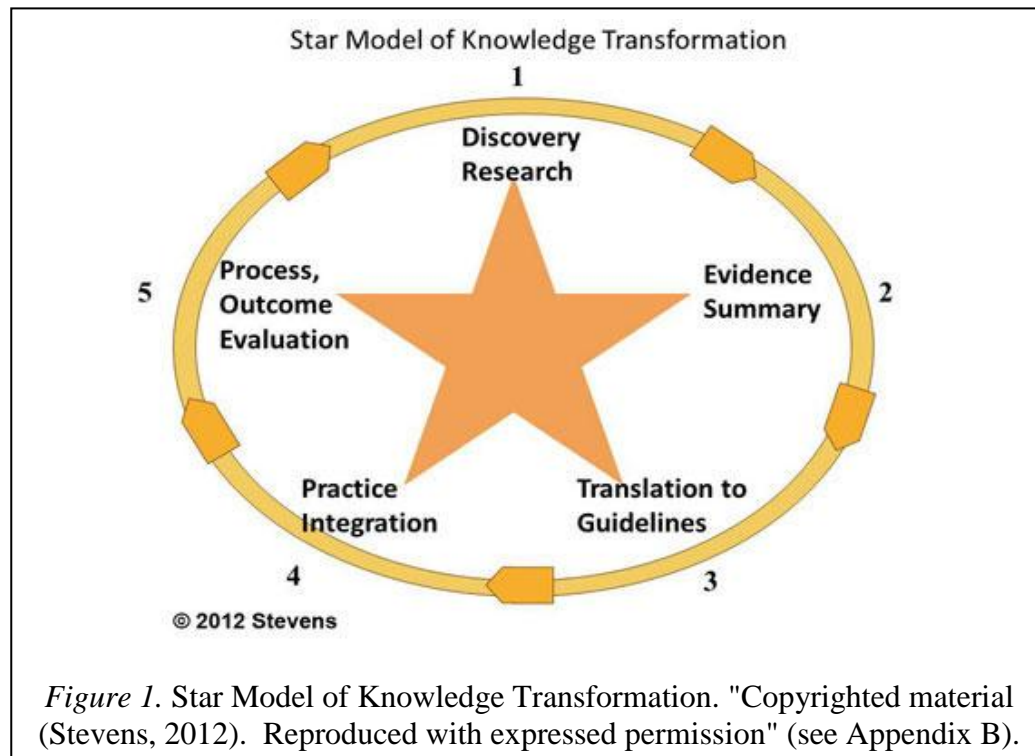 Star Model of Knowledge Transformation
1
Discovery
Research
Evidence
Summary
2
Translation to
Guidelines
3
Practice
Integration
4
Process,
Outcome
Evaluation
5
© 2012 Stevens
Figure 1. Star Model of Knowledge Transformation. "Copyrighted material
(Stevens, 2012).  Reproduced with expressed permission" (see Appendix B).